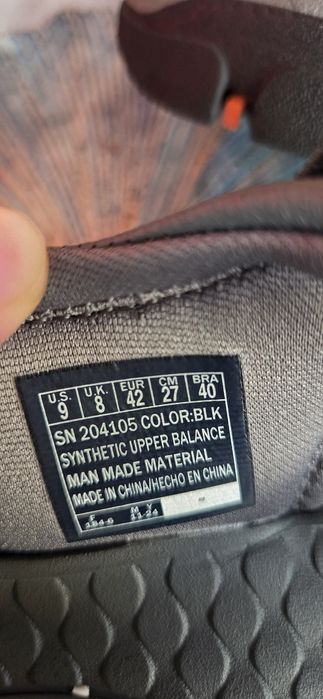 U.S. U.K. EUR CM BRA
9 8 42 27 40
SN 204105 COLOR:BLK
SYNTHETIC UPPER BALANCE
MAN MADE MATERIAL
MADE IN CHINA/HECHO EN CHINA